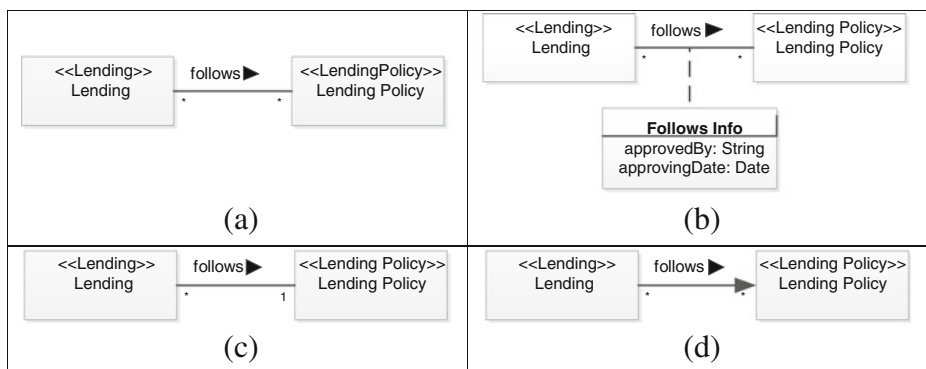 <<Lending>>
Lending
follows▶
*
*
<<LendingPolicy>>
Lending Policy
(a)
<<Lending>>
Lending
follows ▶
*
*
<<Lending Policy>>
Lending Policy
Follows Info
approvedBy: String
approvingDate: Date
(b)
<<Lending>>
Lending
follows ▶
*
1
<<Lending Policy>>
Lending Policy
(c)
<<Lending>>
Lending
follows ▶
*
*
<<Lending Policy>>
Lending Policy
(d)